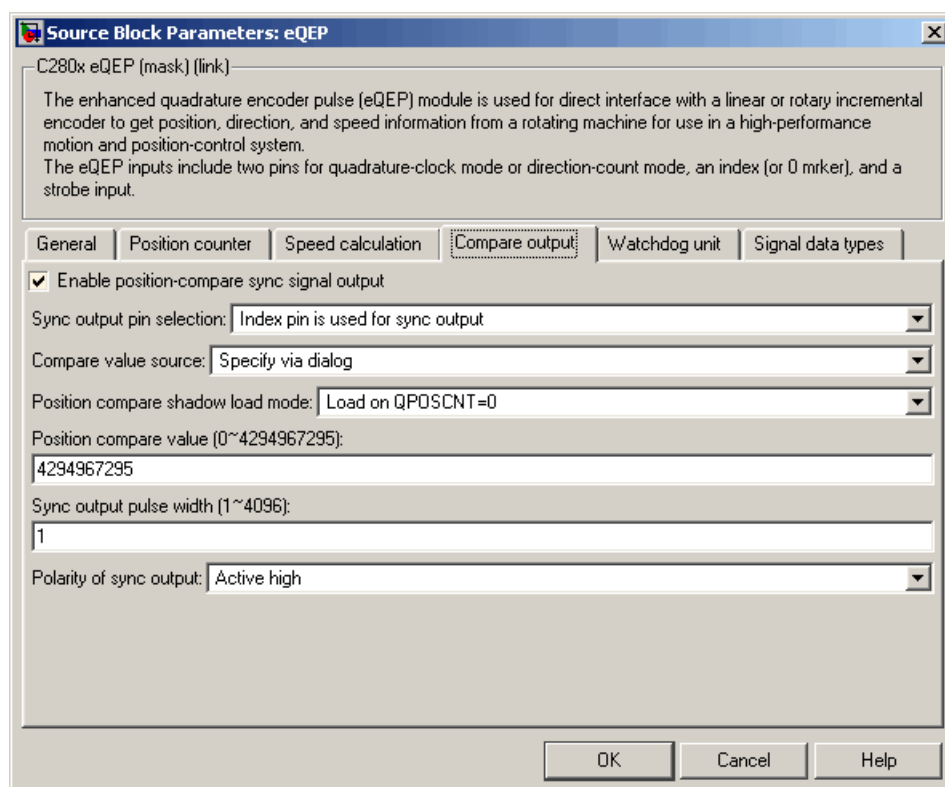 Source Block Parameters: eQEP
C280x eQEP (mask) (link)
The enhanced quadrature encoder pulse (eQEP) module is used for direct interface with a linear or rotary incremental
encoder to get position, direction, and speed information from a rotating machine for use in a high-performance
motion and position-control system.
The eQEP inputs include two pins for quadrature-clock mode or direction-count mode, an index (or 0 mrker), and a
strobe input.
General Position counter Speed calculation Compare output Watchdog unit Signal data types
Enable position-compare sync signal output
Sync output pin selection: Index pin is used for sync output
Compare value source: Specify via dialog
Position compare shadow load mode: Load on QPOSCNT=0
Position compare value (0~4294967295):
4294967295
Sync output pulse width (1~4096):
1
Polarity of sync output: Active high
OK Cancel Help